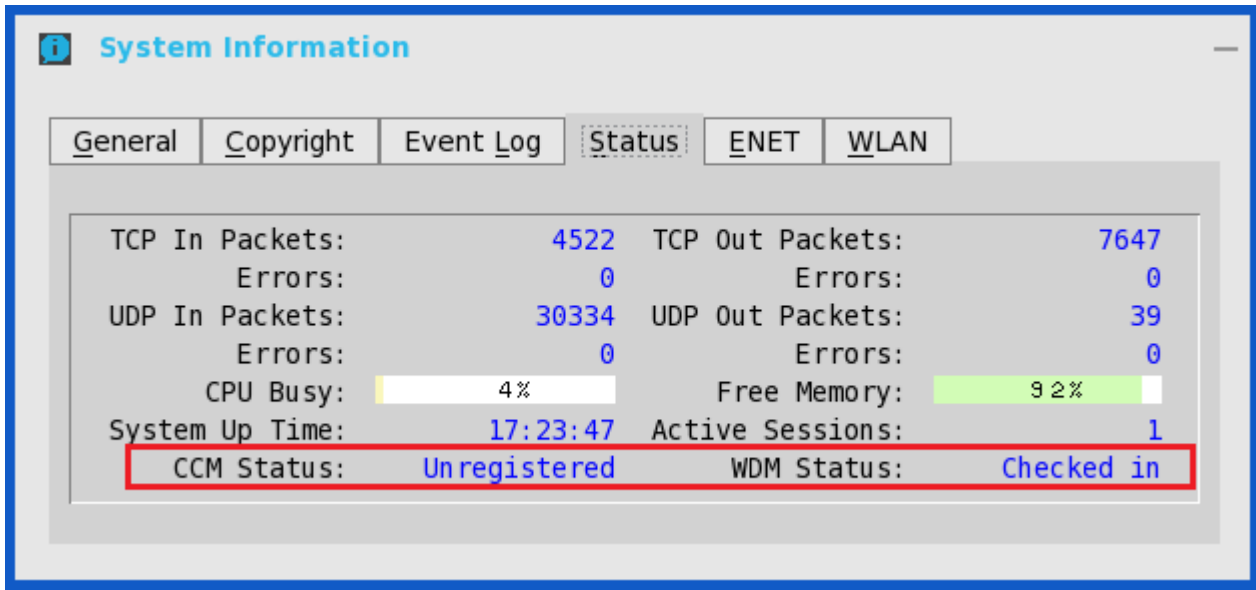 System Information
General Copyright Event Log Status ENET WLAN
TCP In Packets: 4522 TCP Out Packets: 7647
Errors: 0 Errors: 0
UDP In Packets: 30334 UDP Out Packets: 39
Errors: 0 Errors: 0
CPU Busy: 4% Free Memory: 92%
System Up Time: 17:23:47 Active Sessions: 1
CCM Status: Unregistered WDM Status: Checked in